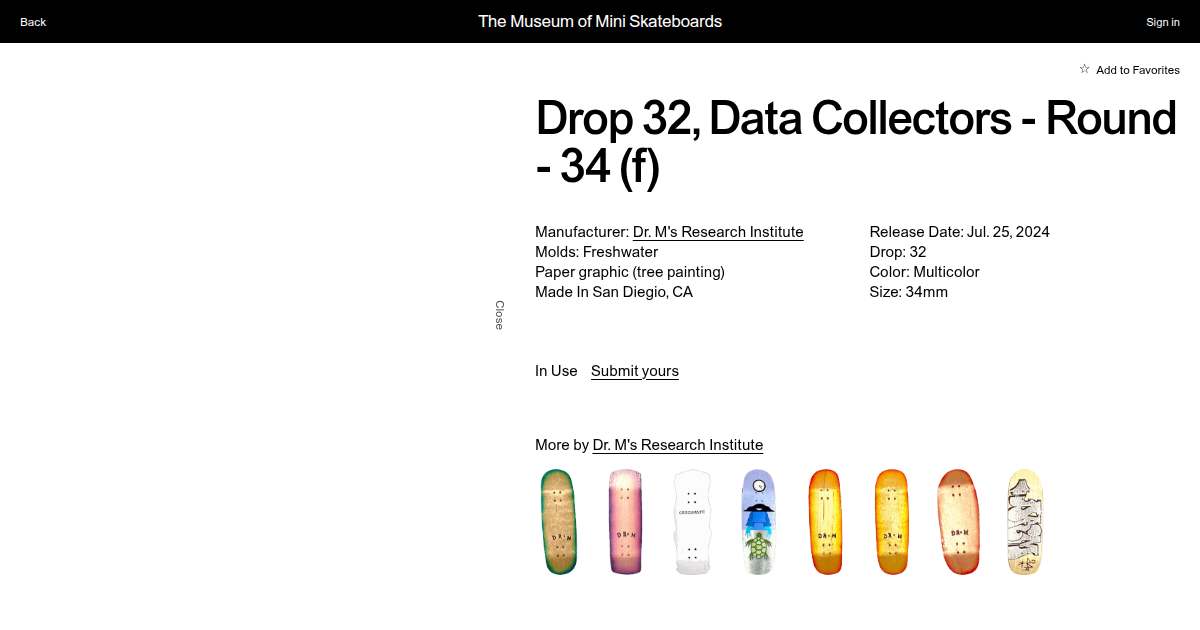 Back
The Museum of Mini Skateboards
Sign in
☆ Add to Favorites
Drop 32, Data Collectors - Round
- 34 (f)
Manufacturer: Dr. M's Research Institute
Molds: Freshwater
Paper graphic (tree painting)
Made In San Diegio, CA
Release Date: Jul. 25, 2024
Drop: 32
Color: Multicolor
Size: 34mm
Close
In Use Submit yours
More by Dr. M's Research Institute